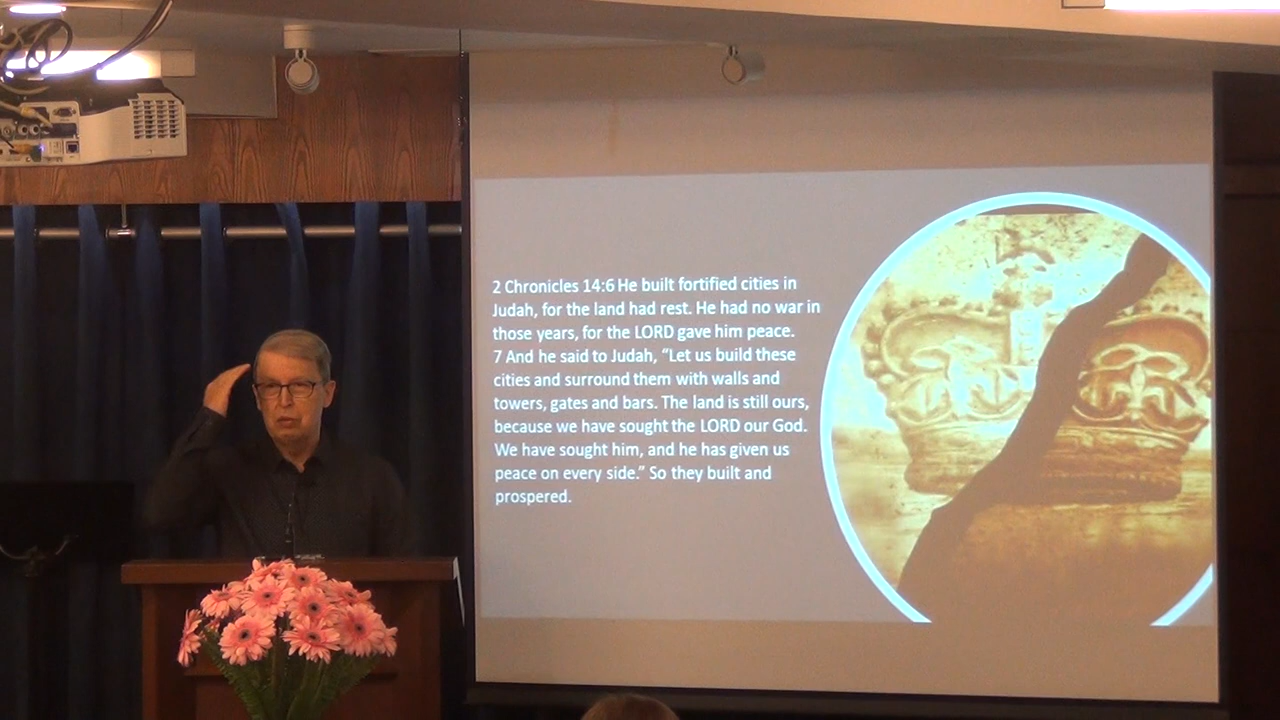 2 Chronicles 14:6 He built fortified cities in
Judah, for the land had rest. He had no war in
those years, for the LORD gave him peace.
7 And he said to Judah, “Let us build these
cities and surround them with walls and
towers, gates and bars. The land is still ours,
because we have sought the LORD our God.
We have sought him, and he has given us
peace on every side.” So they built and
prospered.